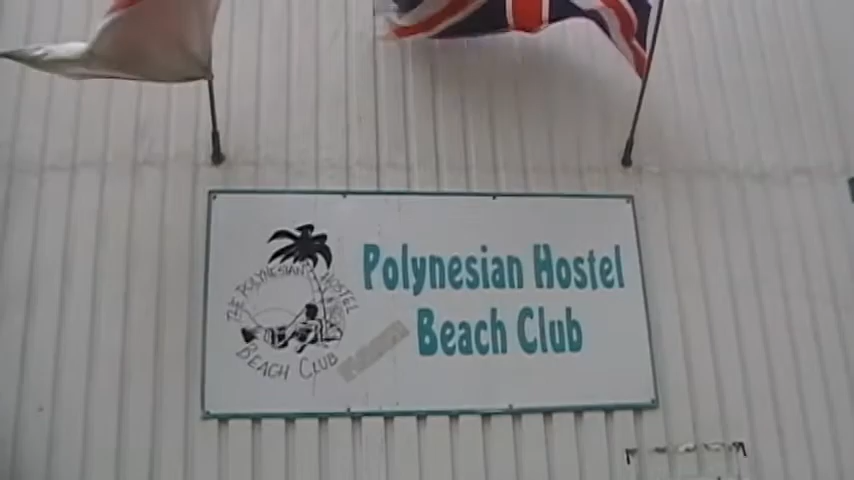 THE POLYNESIAN HOSTEL
BEACH CLUB
Polynesian Hostel
Beach Club